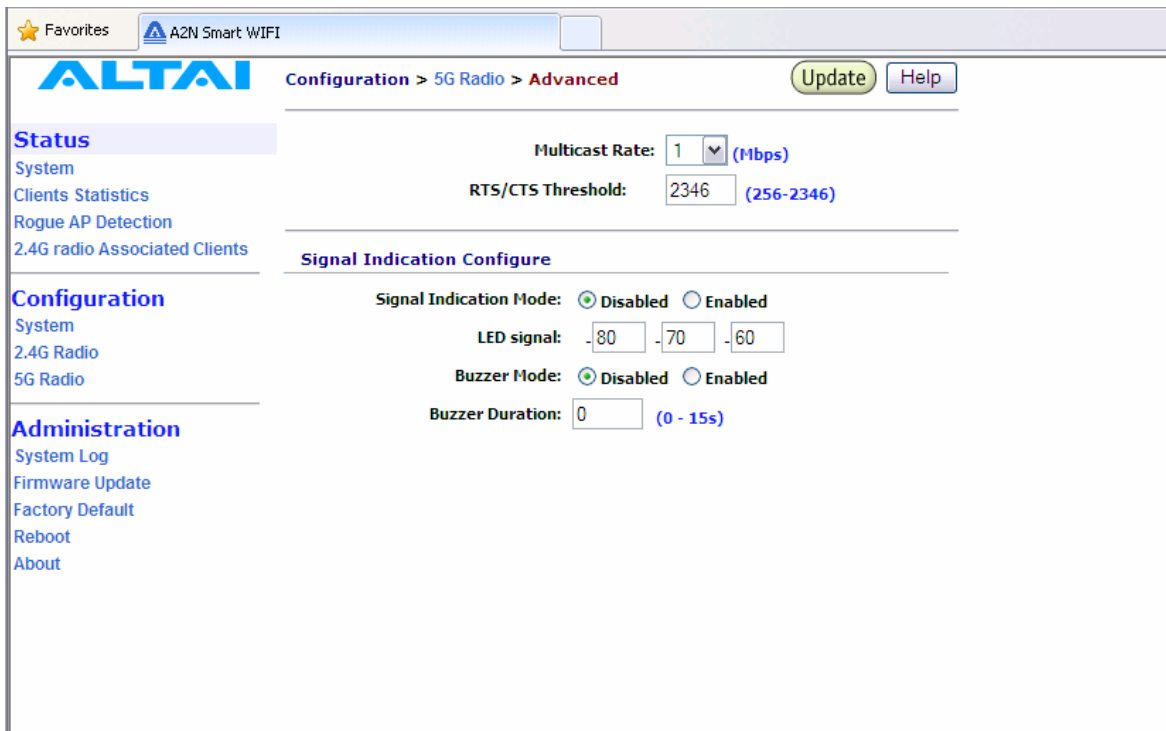 Favorites
A2N Smart WIFI
ALTAI
Configuration > 5G Radio > Advanced
Update
Help
Status
System
Clients Statistics
Rogue AP Detection
2.4G radio Associated Clients
Configuration
System
2.4G Radio
5G Radio
Administration
System Log
Firmware Update
Factory Default
Reboot
About
Multicast Rate: 1 (Mbps)
RTS/CTS Threshold: 2346 (256-2346)
Signal Indication Configure
Signal Indication Mode: Disabled Enabled
LED signal: -80 -70 -60
Buzzer Mode: Disabled Enabled
Buzzer Duration: 0 (0 - 15s)